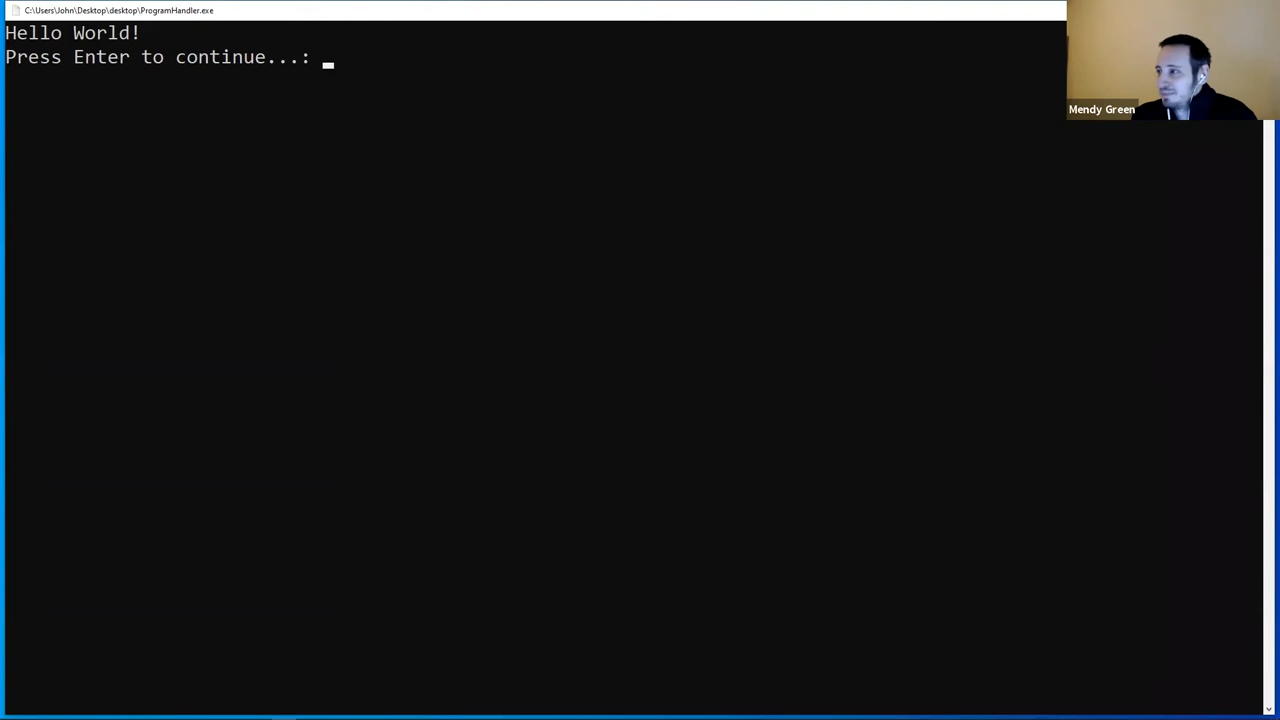 C:\Users\John\Desktop\desktop\ProgramHandler.exe
Hello World!
Press Enter to continue...:
Mendy Green